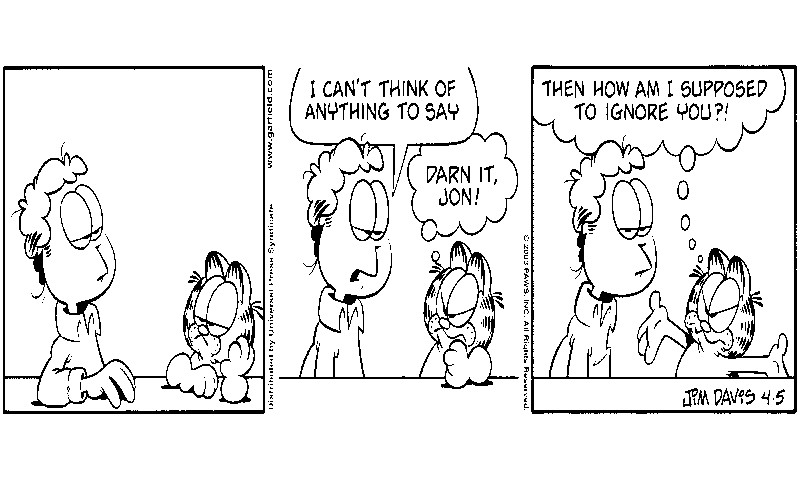 www.garfield.com
Distributed by Universal Press Syndicate
I CAN'T THINK OF
ANYTHING TO SAY
DARN IT,
JON!
© 2003 PAWS, INC. All Rights Reserved.
THEN HOW AM I SUPPOSED
TO IGNORE YOU?!
JIM DAVIS 4·5